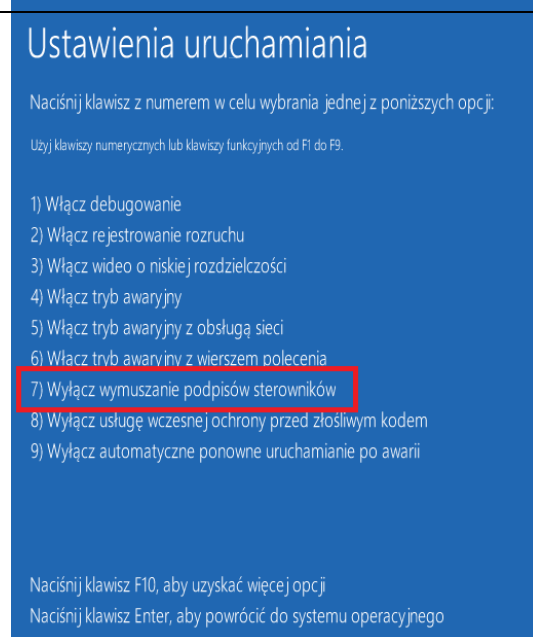 Ustawienia uruchamiania
Naciśnij klawisz z numerem w celu wybrania jednej z poniższych opcji:
Użyj klawiszy numerycznych lub klawiszy funkcyjnych od F1 do F9.
1) Włącz debugowanie
2) Włącz rejestrowanie rozruchu
3) Włącz wideo o niskiej rozdzielczości
4) Włącz tryb awaryjny
5) Włącz tryb awaryjny z obsługą sieci
6) Włącz tryb awaryjny z wierszem polecenia
7) Wyłącz wymuszanie podpisów sterowników
8) Wyłącz usługę wczesnej ochrony przed złośliwym kodem
9) Wyłącz automatyczne ponowne uruchamianie po awarii
Naciśnij klawisz F10, aby uzyskać więcej opcji
Naciśnij klawisz Enter, aby powrócić do systemu operacyjnego